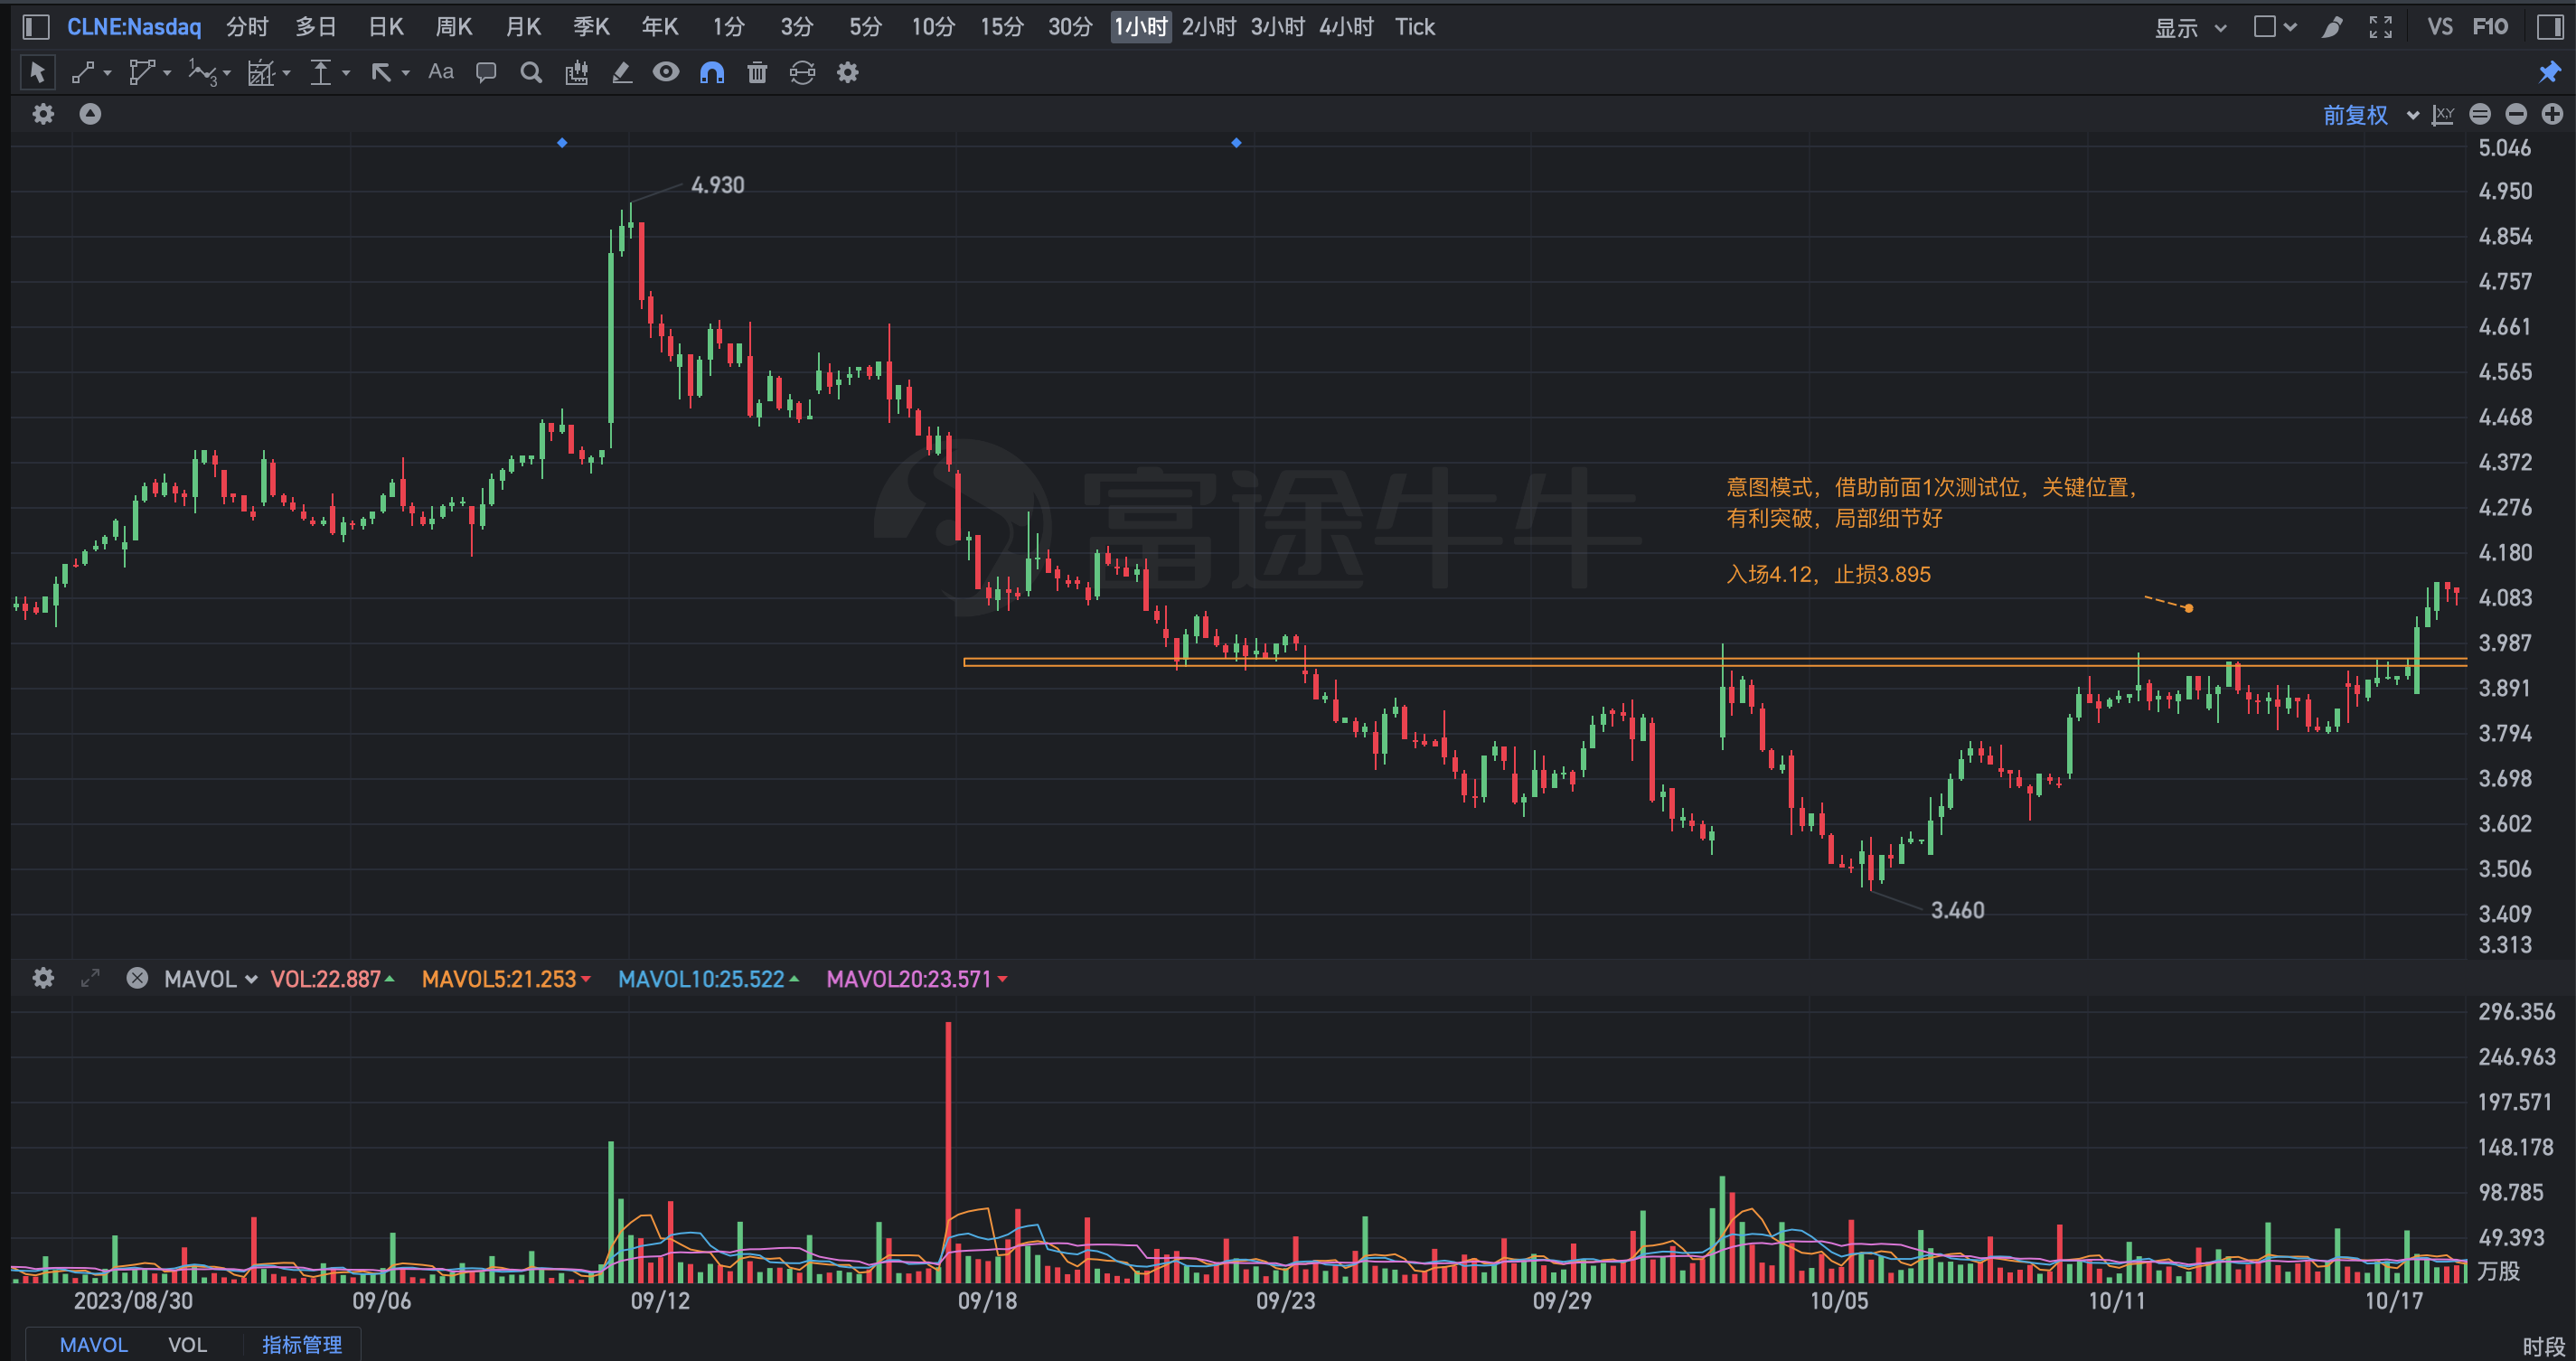 CLNE:Nasdaq 分时 多日 日K 周K 月K 季K 年K 1分 3分 5分 10分 15分 30分 1小时 2小时 3小时 4小时 Tick 显示 VS F10
1 3 Aa
前复权 X,Y
5.046
4.930
4.950
4.854
4.757
4.661
4.565
4.468
4.372
富途牛牛
意图模式，借助前面1次测试位，关键位置，
有利突破，局部细节好
4.276
4.180
入场4.12，止损3.895
4.083
3.987
3.891
3.794
3.698
3.602
3.506
3.460
3.409
3.313
MAVOL VOL:22.887 MAVOL5:21.253 MAVOL10:25.522 MAVOL20:23.571
296.356
246.963
197.571
148.178
98.785
49.393
万股
2023/08/30 09/06 09/12 09/18 09/23 09/29 10/05 10/11 10/17
MAVOL VOL 指标管理 时段